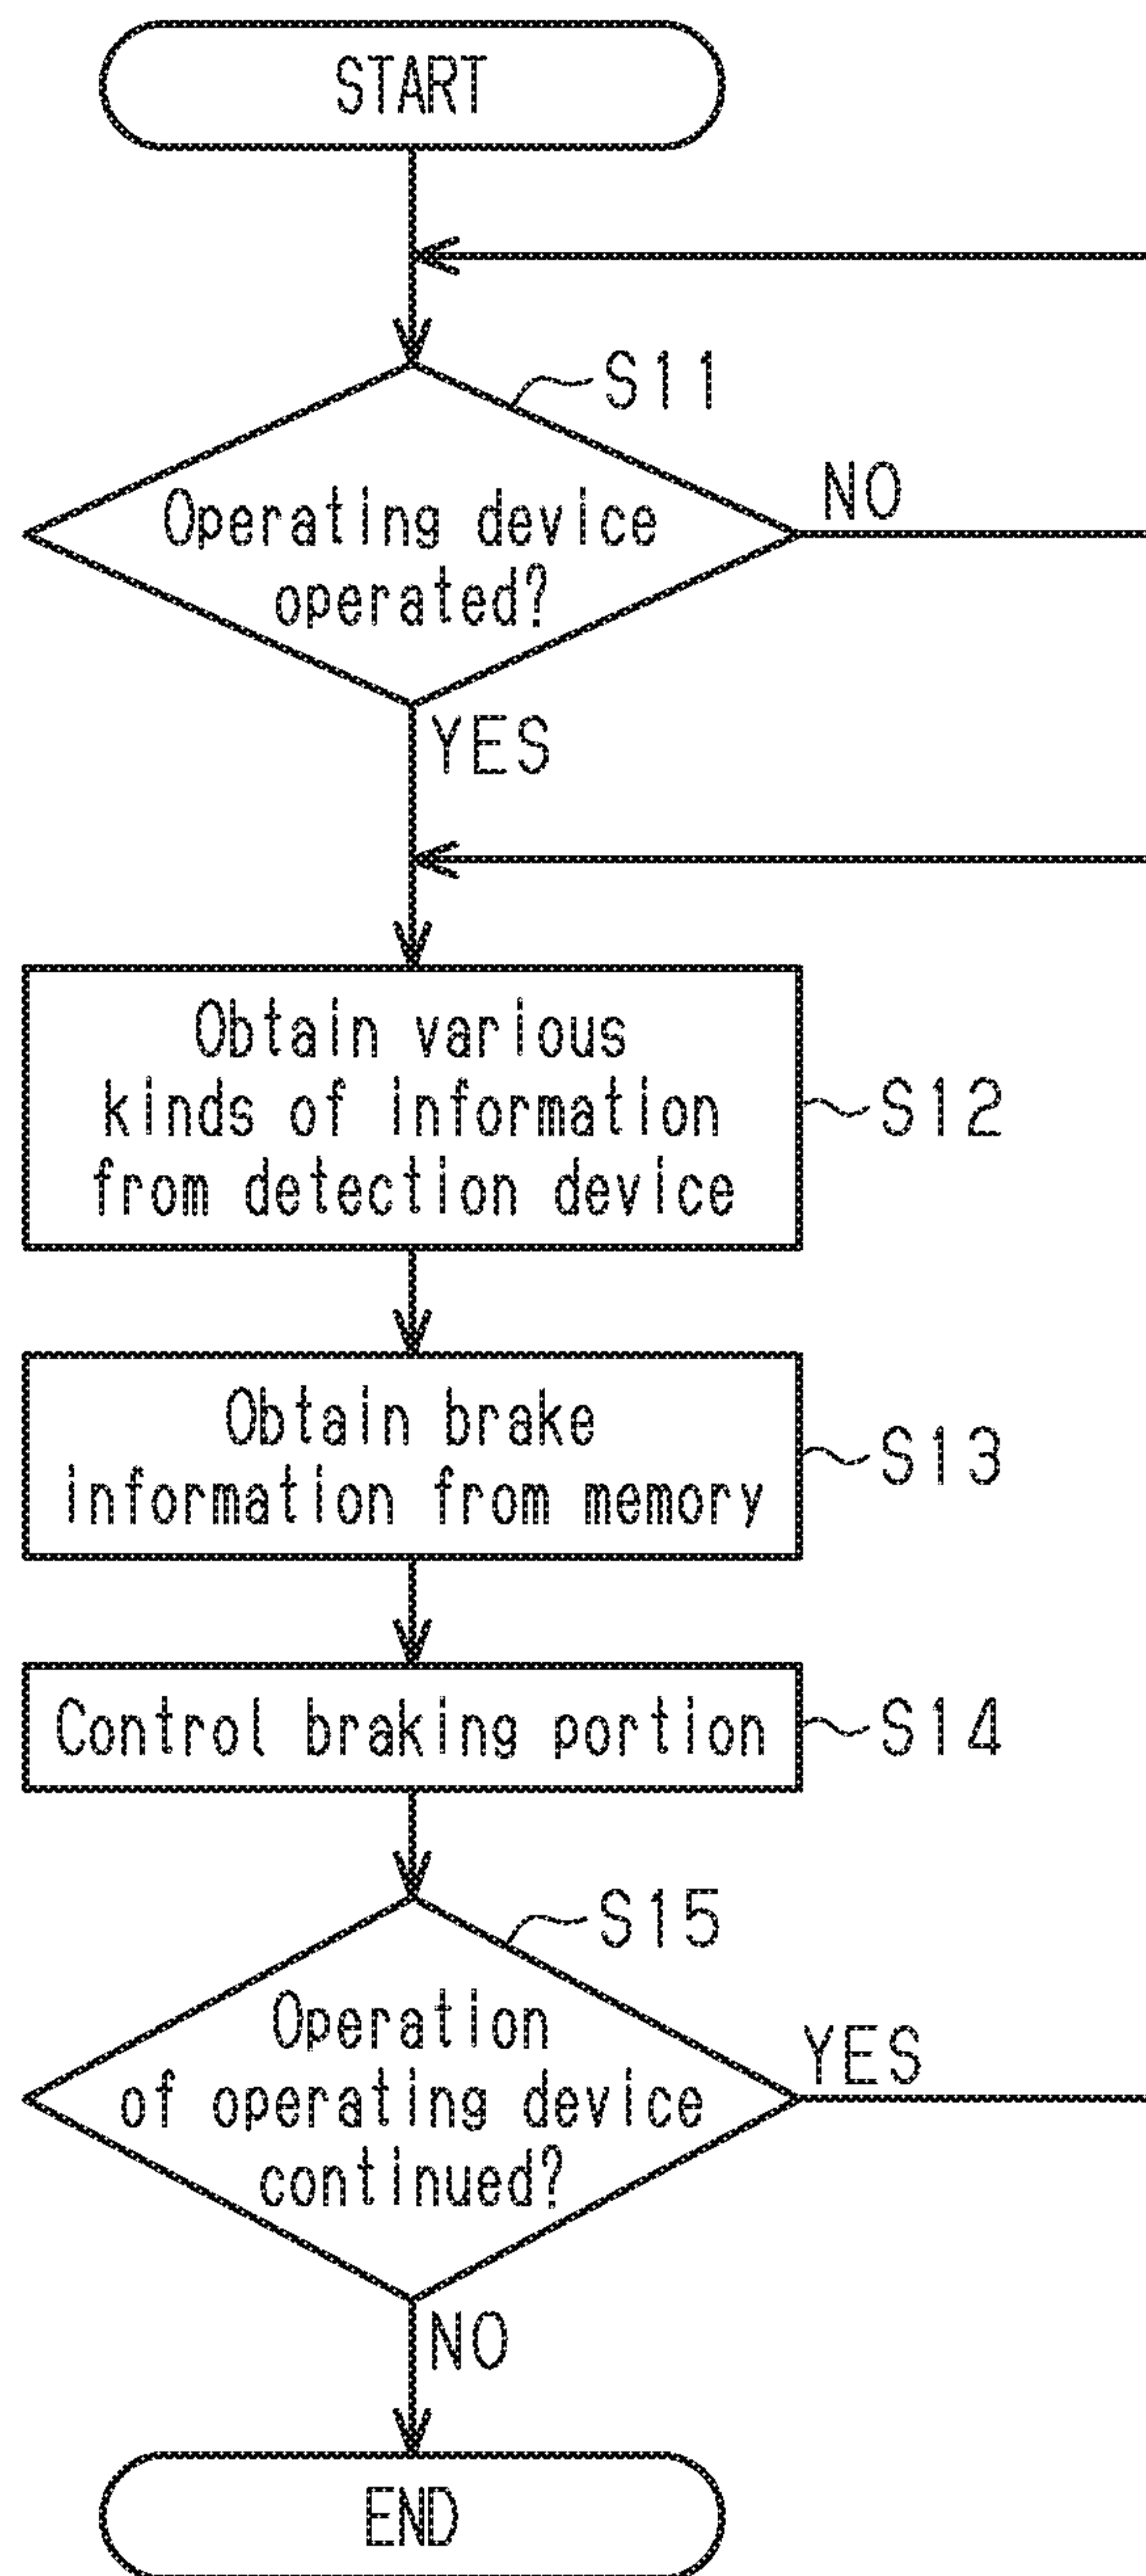 START
S11
Operating device
operated?
NO
YES
Obtain various
kinds of information
from detection device
S12
Obtain brake
information from memory
S13
Control braking portion
S14
S15
Operation
of operating device
continued?
YES
NO
END